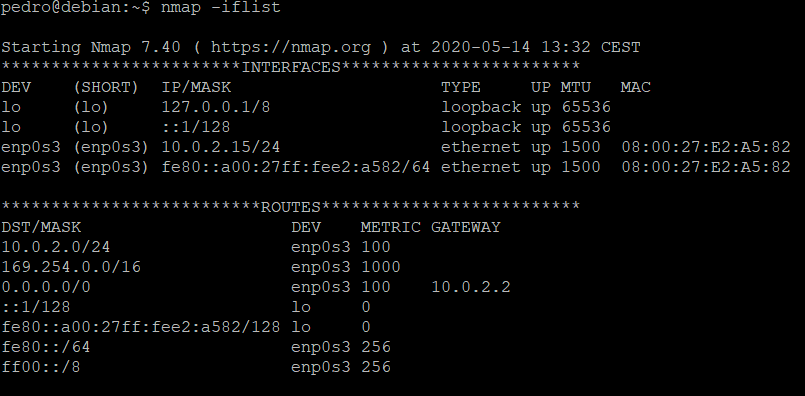 pedro@debian:~$ nmap -iflist
Starting Nmap 7.40 ( https://nmap.org ) at 2020-05-14 13:32 CEST
************************INTERFACES************************
DEV    (SHORT)  IP/MASK                     TYPE     UP MTU   MAC
lo     (lo)     127.0.0.1/8                 loopback up 65536
lo     (lo)     ::1/128                     loopback up 65536
enp0s3 (enp0s3) 10.0.2.15/24                ethernet up 1500  08:00:27:E2:A5:82
enp0s3 (enp0s3) fe80::a00:27ff:fee2:a582/64 ethernet up 1500  08:00:27:E2:A5:82
**************************ROUTES**************************
DST/MASK                     DEV    METRIC GATEWAY
10.0.2.0/24                  enp0s3 100
169.254.0.0/16               enp0s3 1000
0.0.0.0/0                    enp0s3 100    10.0.2.2
::1/128                      lo     0
fe80::a00:27ff:fee2:a582/128 lo     0
fe80::/64                    enp0s3 256
ff00::/8                     enp0s3 256